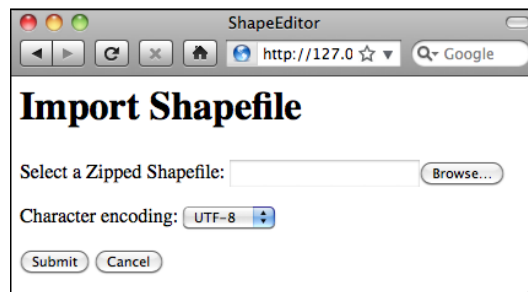 ShapeEditor
http://127.0
Google
Import Shapefile
Select a Zipped Shapefile: Browse...
Character encoding: UTF-8
Submit Cancel